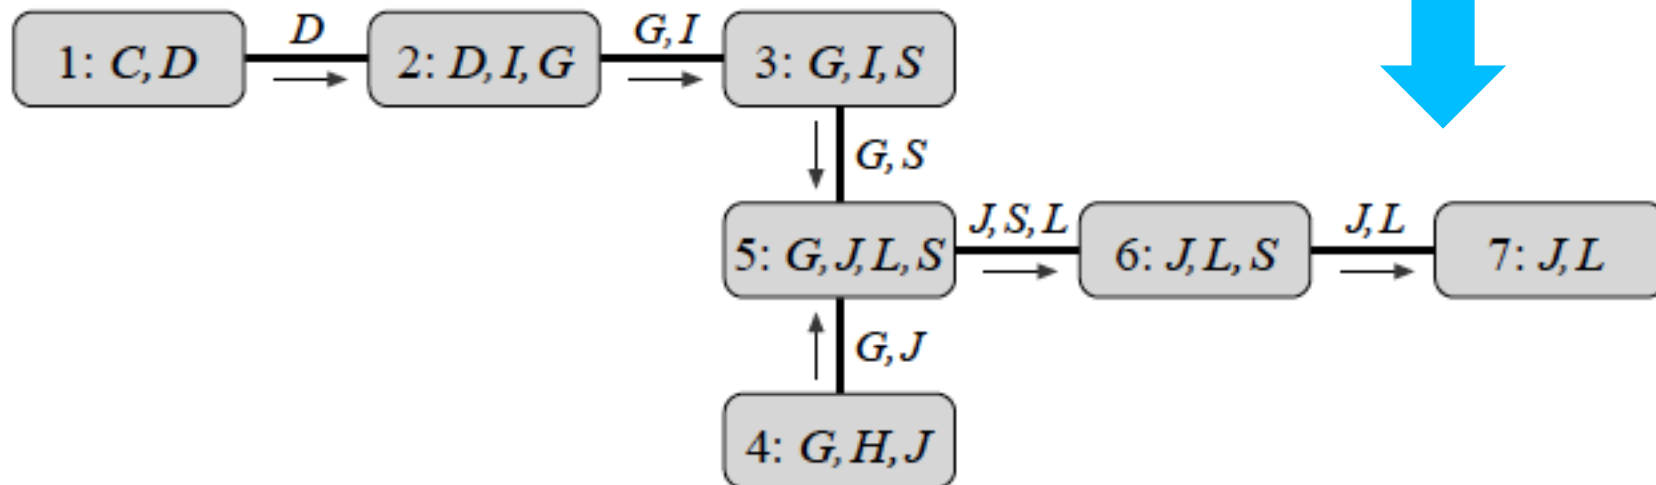 D
G, I
1: C, D
2: D, I, G
3: G, I, S
G, S
J, S, L
J, L
5: G, J, L, S
6: J, L, S
7: J, L
G, J
4: G, H, J